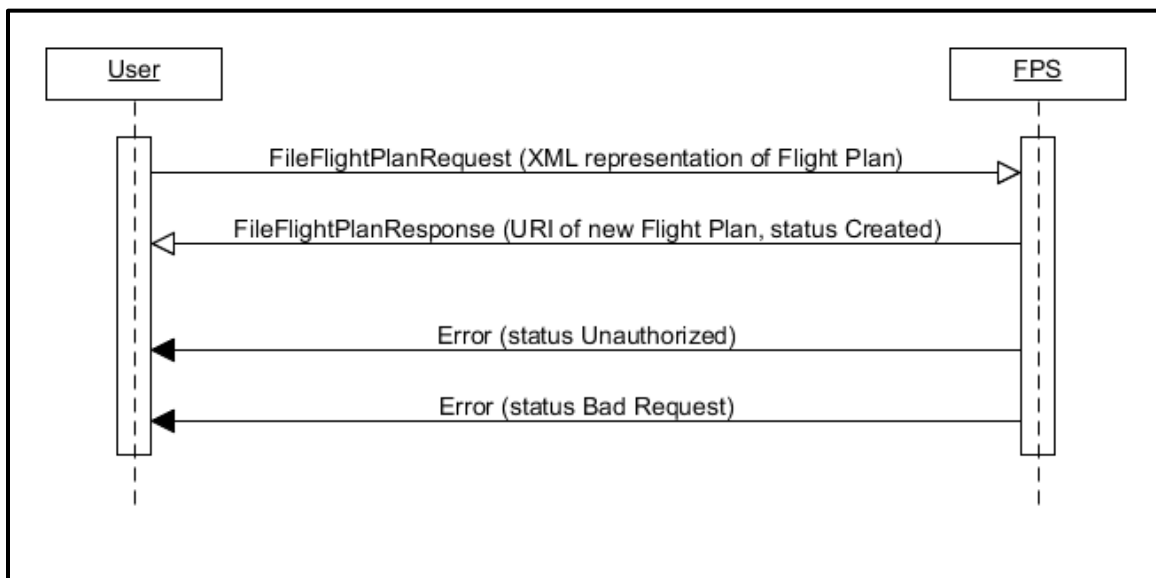 User
FPS
FileFlightPlanRequest (XML representation of Flight Plan)
FileFlightPlanResponse (URI of new Flight Plan, status Created)
Error (status Unauthorized)
Error (status Bad Request)